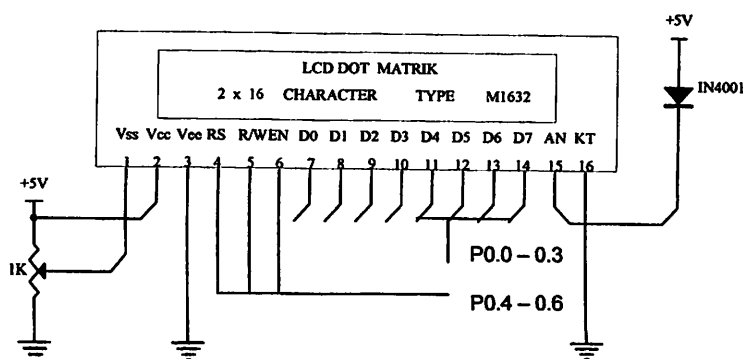 +5V
LCD DOT MATRIK
2 x 16 CHARACTER TYPE M1632
IN4001
Vss Vcc Vee RS R/WEN D0 D1 D2 D3 D4 D5 D6 D7 AN KT
1 2 3 4 5 6 7 8 9 10 11 12 13 14 15 16
+5V
1K
P0.0 – 0.3
P0.4 – 0.6